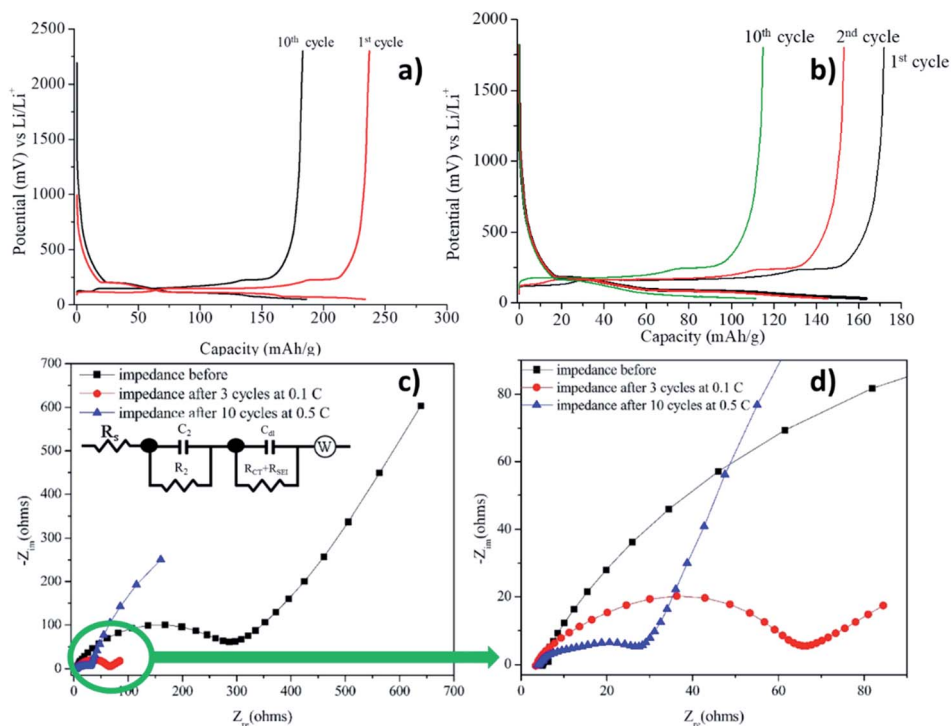 2500
2000
1500
1000
500
0
Potential (mV) vs Li/Li⁺
10th cycle
1st cycle
a)
0 50 100 150 200 250 300 350
Capacity (mAh/g)
2000
1500
1000
500
0
Potential (mV) vs Li/Li⁺
b)
10th cycle
2nd cycle
1st cycle
0 20 40 60 80 100 120 140 160 180
Capacity (mAh/g)
700
600
500
400
300
200
100
0
-Zim(ohms)
impedance before
impedance after 3 cycles at 0.1 C
impedance after 10 cycles at 0.5 C
c)
Rs
C2
R2
Cdl
RCT+RSEI
W
0 100 200 300 400 500 600 700
Zre(ohms)
80
60
40
20
0
-Zim(ohms)
impedance before
impedance after 3 cycles at 0.1 C
impedance after 10 cycles at 0.5 C
d)
0 20 40 60 80
Zre(ohms)